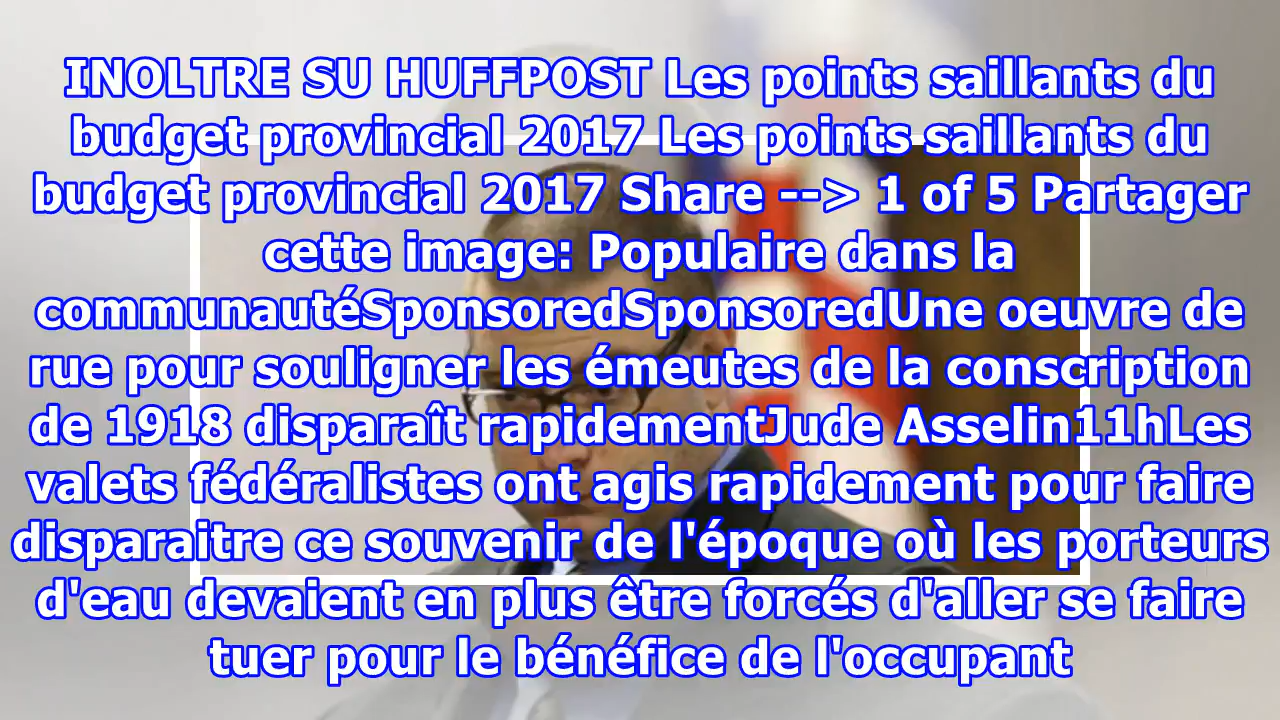 INOLTRE SU HUFFPOST Les points saillants du
budget provincial 2017 Les points saillants du
budget provincial 2017 Share --> 1 of 5 Partager
cette image: Populaire dans la
communautéSponsoredSponsoredUne oeuvre de
rue pour souligner les émeutes de la conscription
de 1918 disparaît rapidementJude Asselin11hLes
valets fédéralistes ont agis rapidement pour faire
disparaitre ce souvenir de l'époque où les porteurs
d'eau devaient en plus être forcés d'aller se faire
tuer pour le bénéfice de l'occupant